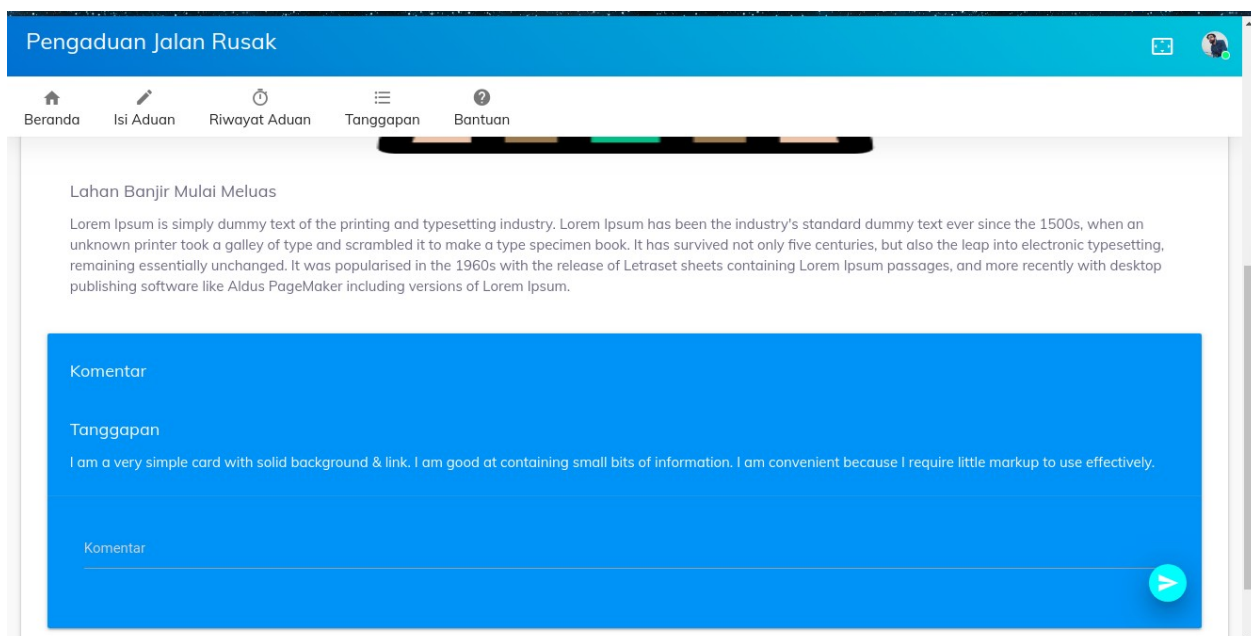 Pengaduan Jalan Rusak
Beranda Isi Aduan Riwayat Aduan Tanggapan Bantuan
Lahan Banjir Mulai Meluas
Lorem Ipsum is simply dummy text of the printing and typesetting industry. Lorem Ipsum has been the industry's standard dummy text ever since the 1500s, when an
unknown printer took a galley of type and scrambled it to make a type specimen book. It has survived not only five centuries, but also the leap into electronic typesetting,
remaining essentially unchanged. It was popularised in the 1960s with the release of Letraset sheets containing Lorem Ipsum passages, and more recently with desktop
publishing software like Aldus PageMaker including versions of Lorem Ipsum.
Komentar
Tanggapan
I am a very simple card with solid background & link. I am good at containing small bits of information. I am convenient because I require little markup to use effectively.
Komentar